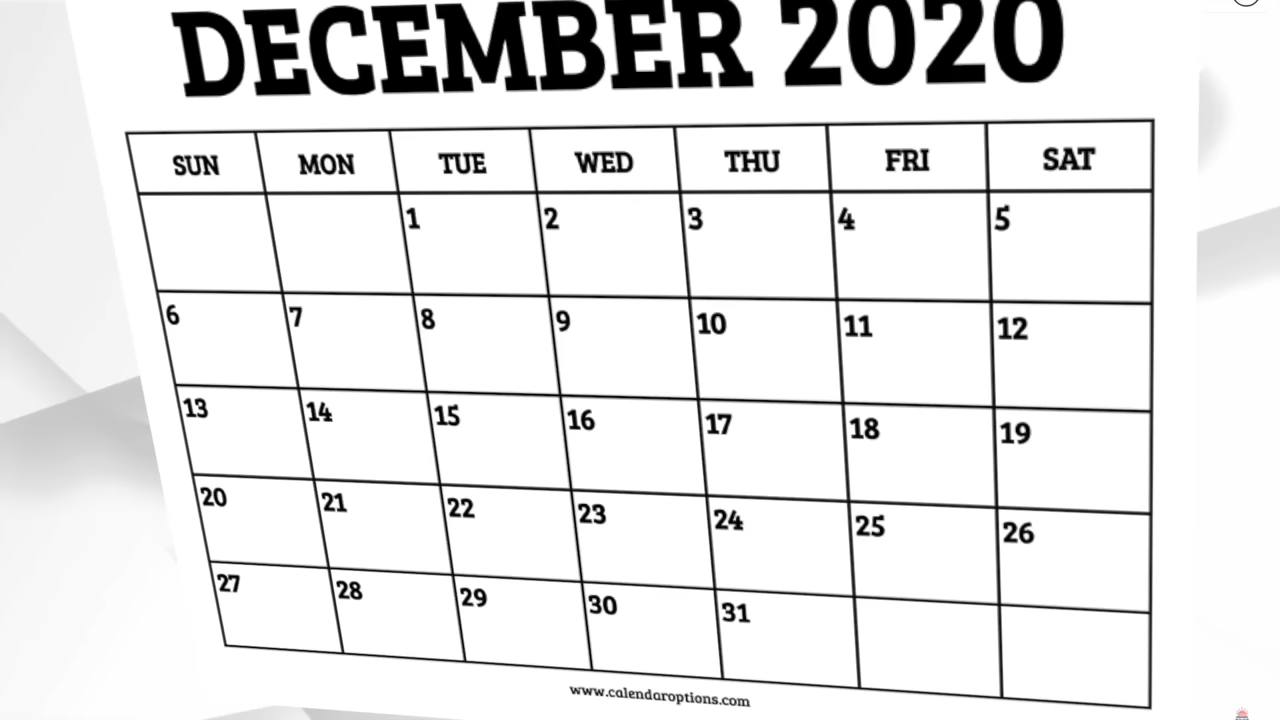 DECEMBER 2020
SUN MON TUE WED THU FRI SAT
1 2 3 4 5
6 7 8 9 10 11 12
13 14 15 16 17 18 19
20 21 22 23 24 25 26
27 28 29 30 31
www.calendaroptions.com